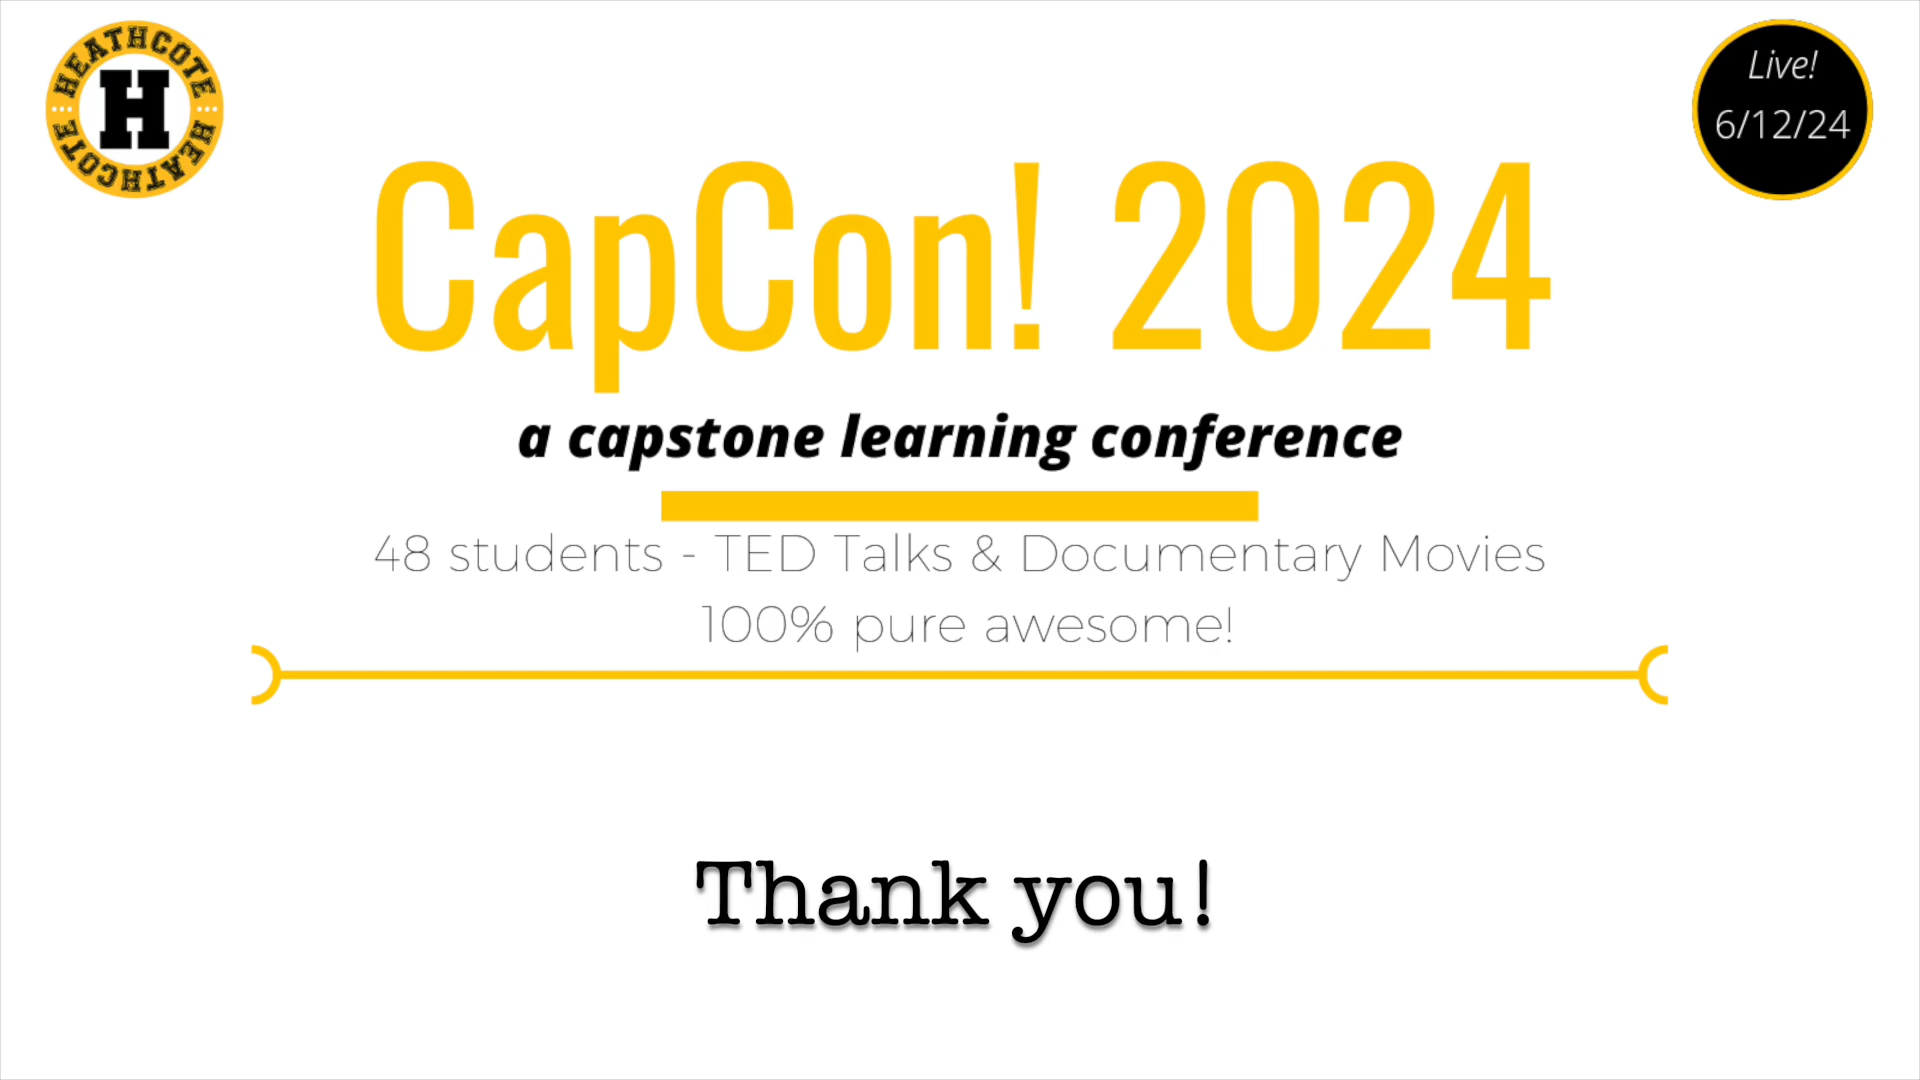 HEATHCOTE
H
HEATHCOTE
Live!
6/12/24
CapCon! 2024
a capstone learning conference
48 students - TED Talks & Documentary Movies
100% pure awesome!
Thank you!